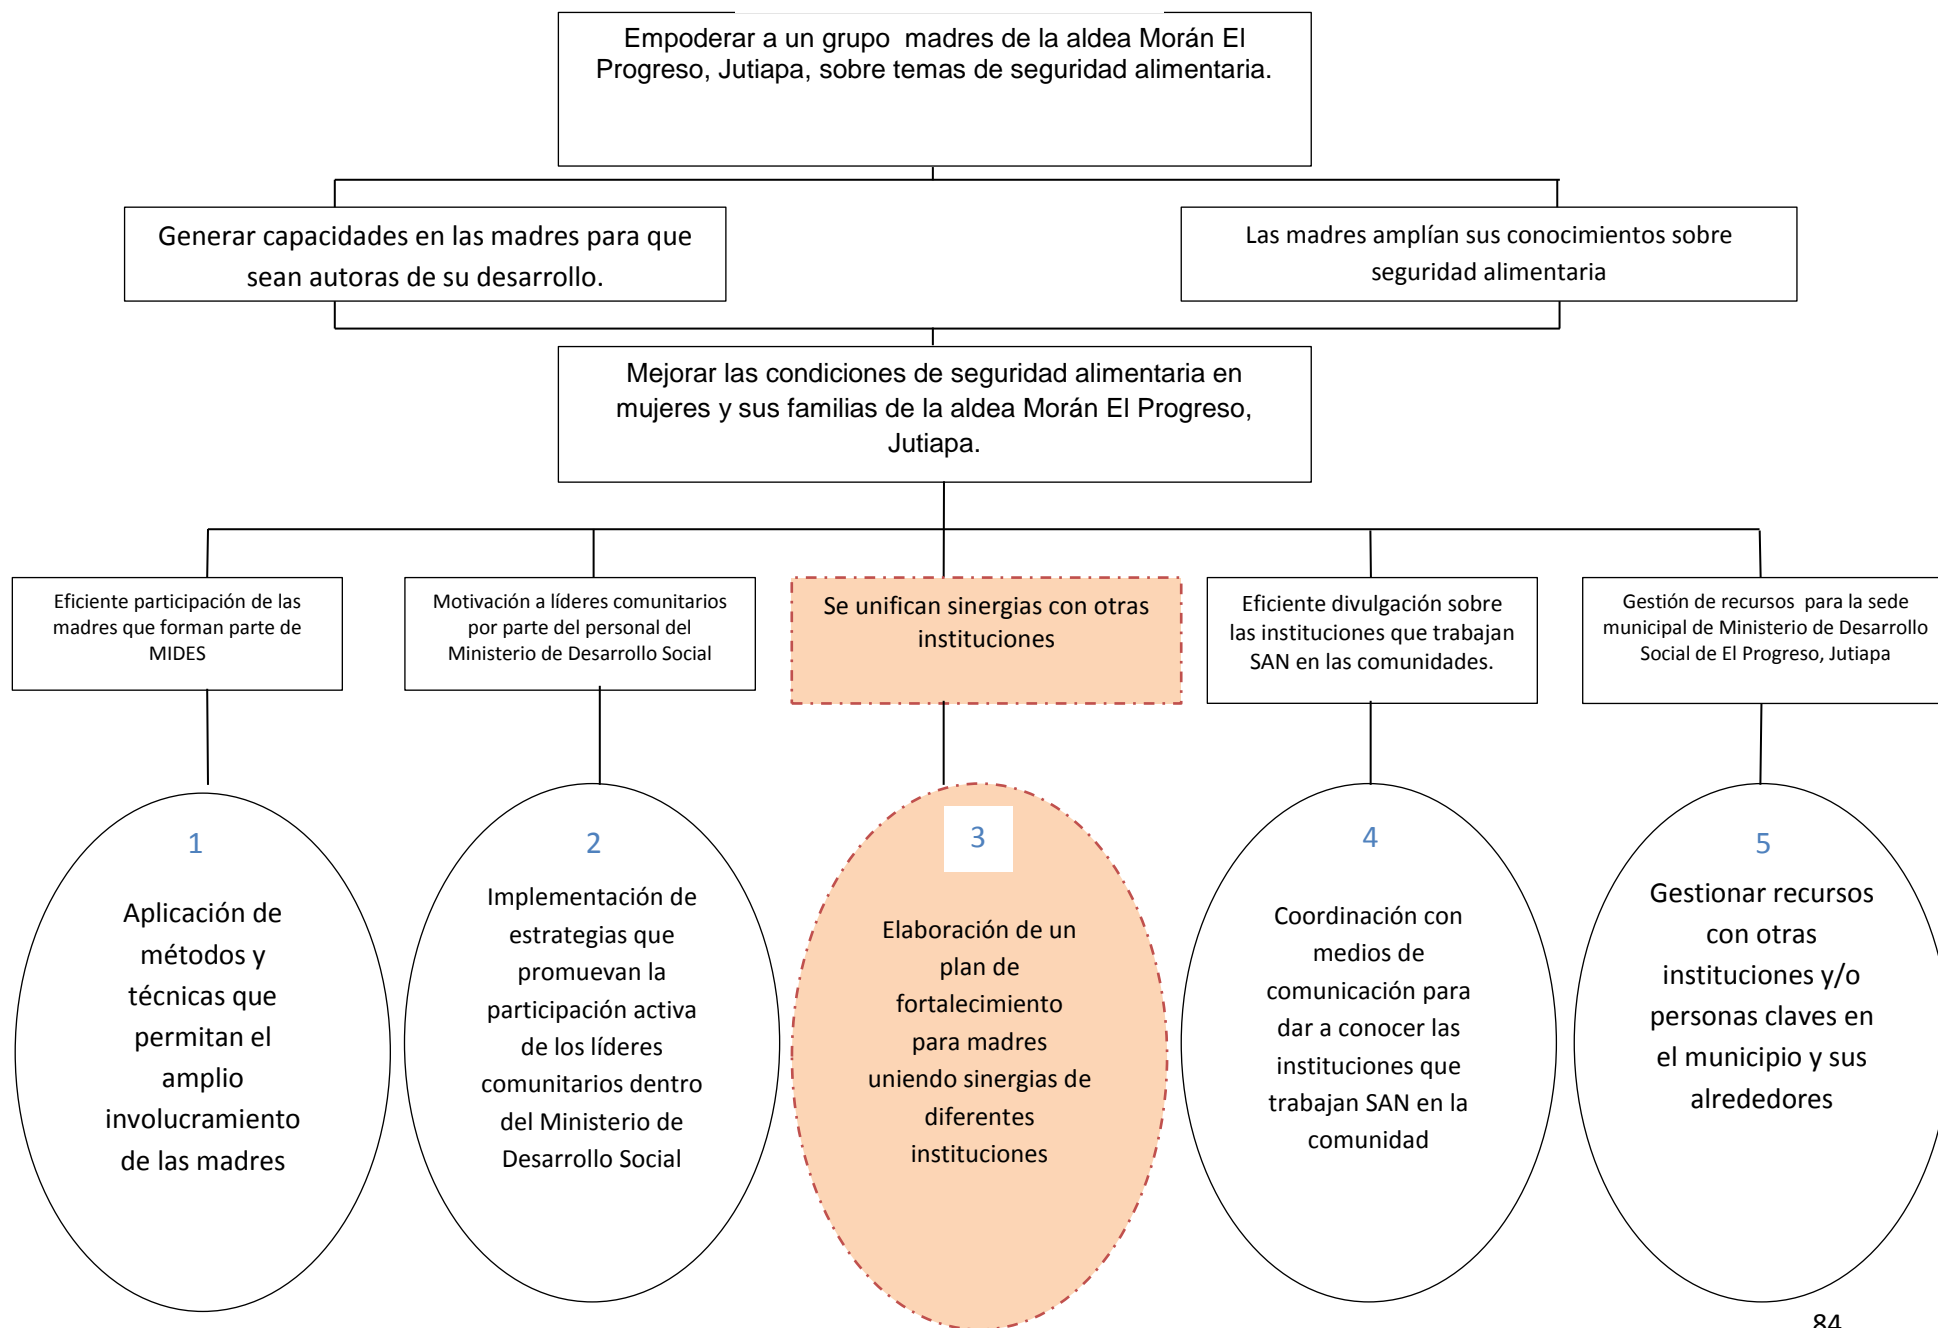 Empoderar a un grupo  madres de la aldea Morán El
Progreso, Jutiapa, sobre temas de seguridad alimentaria.
Generar capacidades en las madres para que
sean autoras de su desarrollo.
Las madres amplían sus conocimientos sobre
seguridad alimentaria
Mejorar las condiciones de seguridad alimentaria en
mujeres y sus familias de la aldea Morán El Progreso,
Jutiapa.
Eficiente participación de las
madres que forman parte de
MIDES
Motivación a líderes comunitarios
por parte del personal del
Ministerio de Desarrollo Social
Se unifican sinergias con otras
instituciones
Eficiente divulgación sobre
las instituciones que trabajan
SAN en las comunidades.
Gestión de recursos  para la sede
municipal de Ministerio de Desarrollo
Social de El Progreso, Jutiapa
1
Aplicación de
métodos y
técnicas que
permitan el
amplio
involucramiento
de las madres
2
Implementación de
estrategias que
promuevan la
participación activa
de los líderes
comunitarios dentro
del Ministerio de
Desarrollo Social
3
Elaboración de un
plan de
fortalecimiento
para madres
uniendo sinergias de
diferentes
instituciones
4
Coordinación con
medios de
comunicación para
dar a conocer las
instituciones que
trabajan SAN en la
comunidad
5
Gestionar recursos
con otras
instituciones y/o
personas claves en
el municipio y sus
alrededores
84